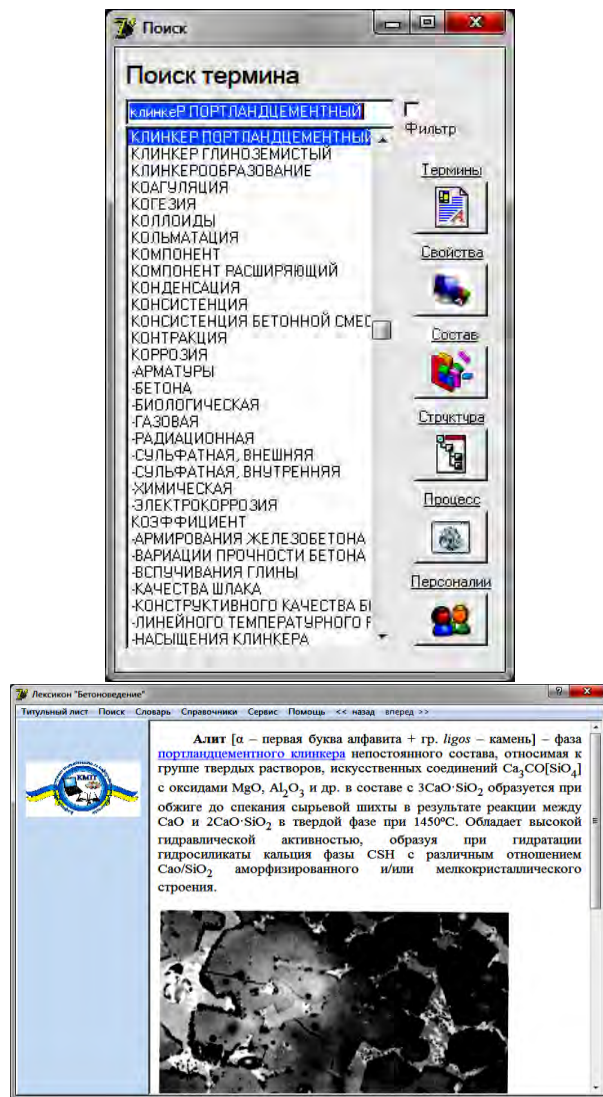 Поиск
Поиск термина
клинкеР ПОРТЛАНДЦЕМЕНТНЫЙ
Фильтр
КЛИНКЕР ПОРТЛАНДЦЕМЕНТНЫЙ
КЛИНКЕР ГЛИНОЗЕМИСТЫЙ
КЛИНКЕРООБРАЗОВАНИЕ
КОАГУЛЯЦИЯ
КОГЕЗИЯ
КОЛЛОИДЫ
КОЛЬМАТАЦИЯ
КОМПОНЕНТ
КОМПОНЕНТ РАСШИРЯЮЩИЙ
КОНДЕНСАЦИЯ
КОНСИСТЕНЦИЯ
КОНСИСТЕНЦИЯ БЕТОННОЙ СМЕС
КОНТРАКЦИЯ
КОРРОЗИЯ
-АРМАТУРЫ
-БЕТОНА
-БИОЛОГИЧЕСКАЯ
-ГАЗОВАЯ
-РАДИАЦИОННАЯ
-СУЛЬФАТНАЯ, ВНЕШНЯЯ
-СУЛЬФАТНАЯ, ВНУТРЕННЯЯ
-ХИМИЧЕСКАЯ
-ЭЛЕКТРОКОРРОЗИЯ
КОЭФФИЦИЕНТ
-АРМИРОВАНИЯ ЖЕЛЕЗОБЕТОНА
-ВАРИАЦИИ ПРОЧНОСТИ БЕТОНА
-ВСПУЧИВАНИЯ ГЛИНЫ
-КАЧЕСТВА ШЛАКА
-КОНСТРУКТИВНОГО КАЧЕСТВА
-ЛИНЕЙНОГО ТЕМПЕРАТУРНОГО
-НАСЫЩЕНИЯ КЛИНКЕРА
Термины
Свойства
Состав
Структура
Процесс
Персоналии
Лексикон "Бетоноведение"
Титульный лист Поиск Словарь Справочники Сервис Помощь << назад вперед >>
КМПТ
Алит [α – первая буква алфавита + гр. ligos – камень] – фаза
портландцементного клинкера непостоянного состава, относимая к
группе твердых растворов, искусственных соединений Ca₃CO[SiO₄]
с оксидами MgO, Al₂O₃ и др. в составе с 3CaO·SiO₂ образуется при
обжиге до спекания сырьевой шихты в результате реакции между
CaO и 2CaO·SiO₂ в твердой фазе при 1450ºС. Обладает высокой
гидравлической активностью, образуя при гидратации
гидросиликаты кальция фазы CSH с различным отношением
Cao/SiO₂ аморфизированного и/или мелкокристаллического
строения.